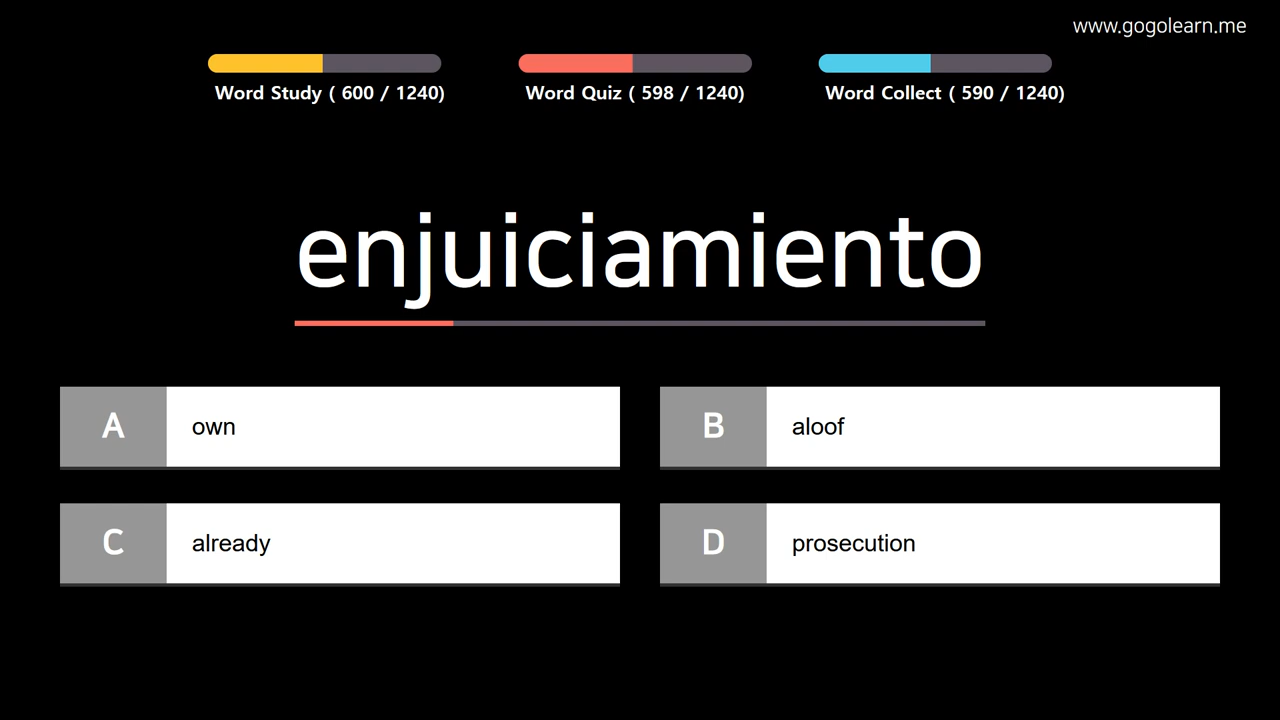 www.gogolearn.me
Word Study ( 600 / 1240)
Word Quiz ( 598 / 1240)
Word Collect ( 590 / 1240)
enjuiciamiento
A own
B aloof
C already
D prosecution